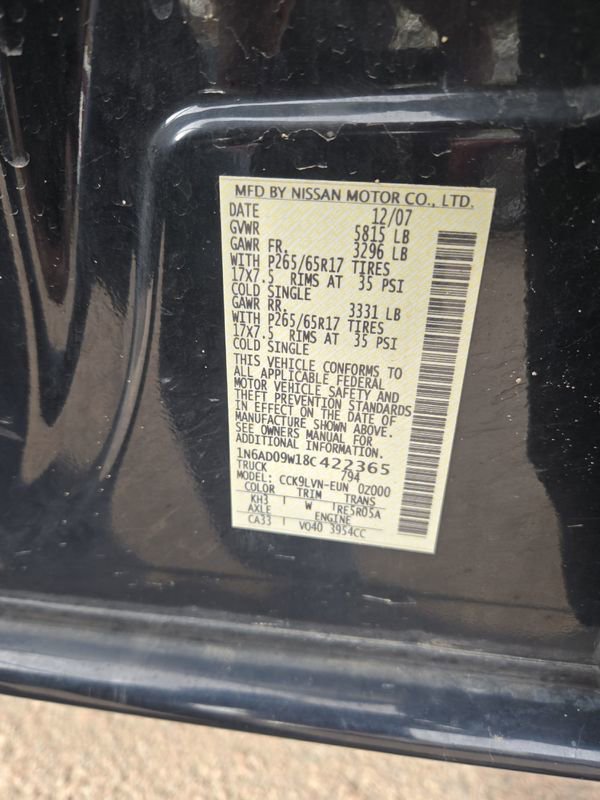 MFD BY NISSAN MOTOR CO., LTD.
DATE 12/07
GVWR 5815 LB
GAWR FR. 3296 LB
WITH P265/65R17 TIRES
17X7.5 RIMS AT 35 PSI
COLD SINGLE
GAWR RR. 3331 LB
WITH P265/65R17 TIRES
17X7.5 RIMS AT 35 PSI
COLD SINGLE
THIS VEHICLE CONFORMS TO
ALL APPLICABLE FEDERAL
MOTOR VEHICLE SAFETY AND
THEFT PREVENTION STANDARDS
IN EFFECT ON THE DATE OF
MANUFACTURE SHOWN ABOVE.
SEE OWNERS MANUAL FOR
ADDITIONAL INFORMATION
1N6AD09W18C422365
TRUCK 794
MODEL: CCK9LVN-EUN 0Z000
COLOR TRIM TRANS
KH3 W RE5R05A
AXLE ENGINE
CA33 VQ40 3954CC